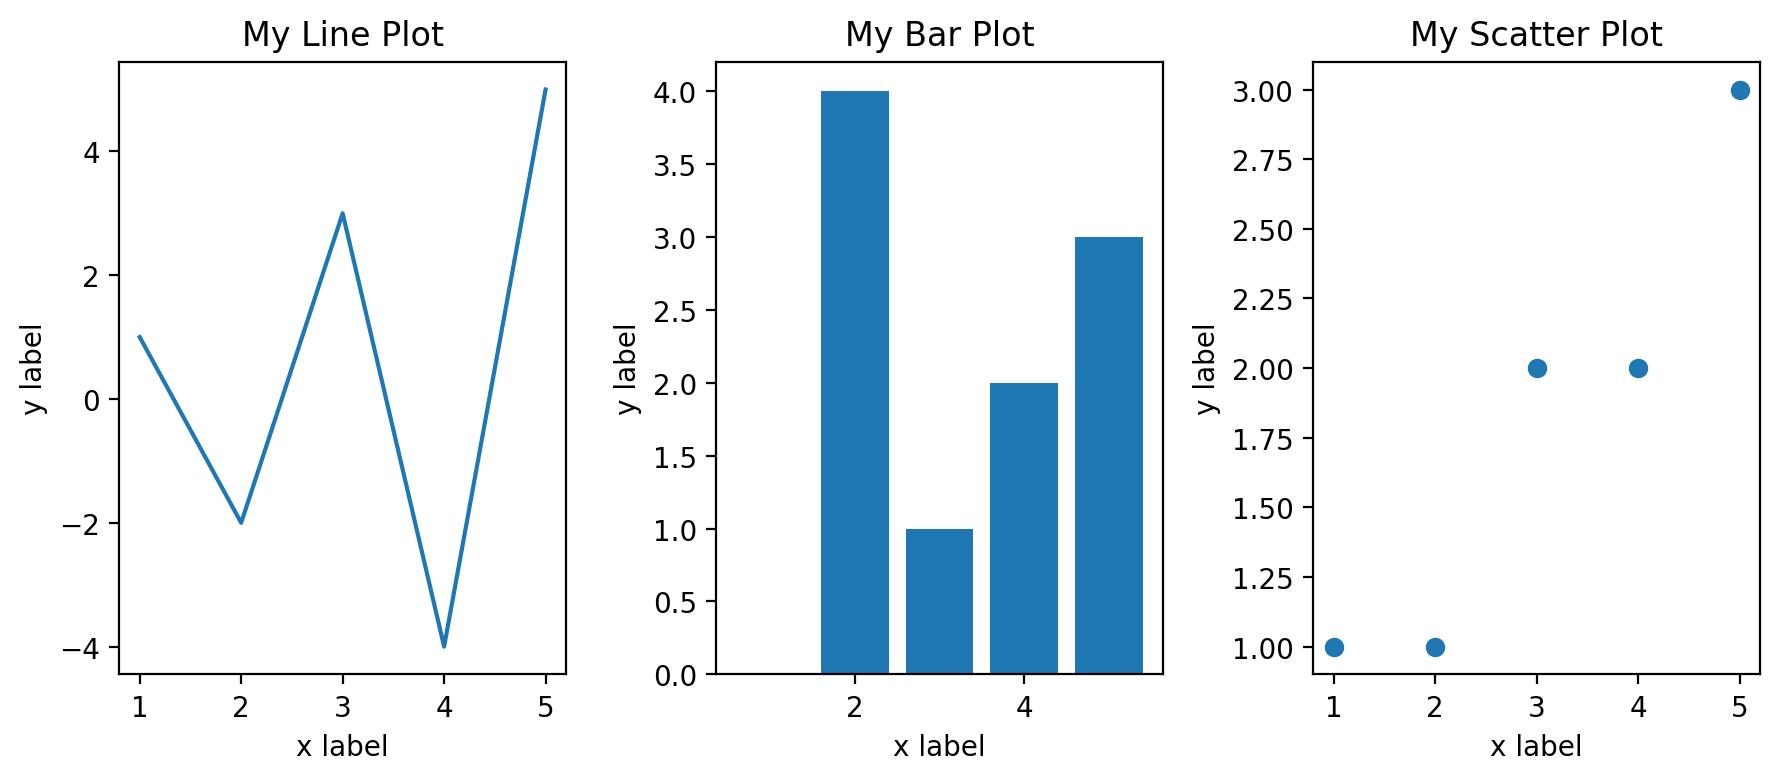 My Line Plot
4
2
0
−2
−4
y label
1 2 3 4 5
x label
My Bar Plot
4.0
3.5
3.0
2.5
2.0
1.5
1.0
0.5
0.0
y label
2 4
x label
My Scatter Plot
3.00
2.75
2.50
2.25
2.00
1.75
1.50
1.25
1.00
y label
1 2 3 4 5
x label